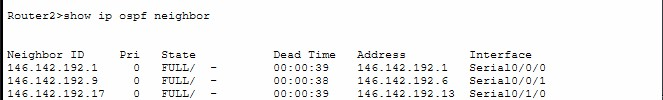 Router2>show ip ospf neighbor
Neighbor ID Pri State Dead Time Address Interface
146.142.192.1 0 FULL/ - 00:00:39 146.142.192.1 Serial0/0/0
146.142.192.9 0 FULL/ - 00:00:38 146.142.192.6 Serial0/0/1
146.142.192.17 0 FULL/ - 00:00:39 146.142.192.13 Serial0/1/0